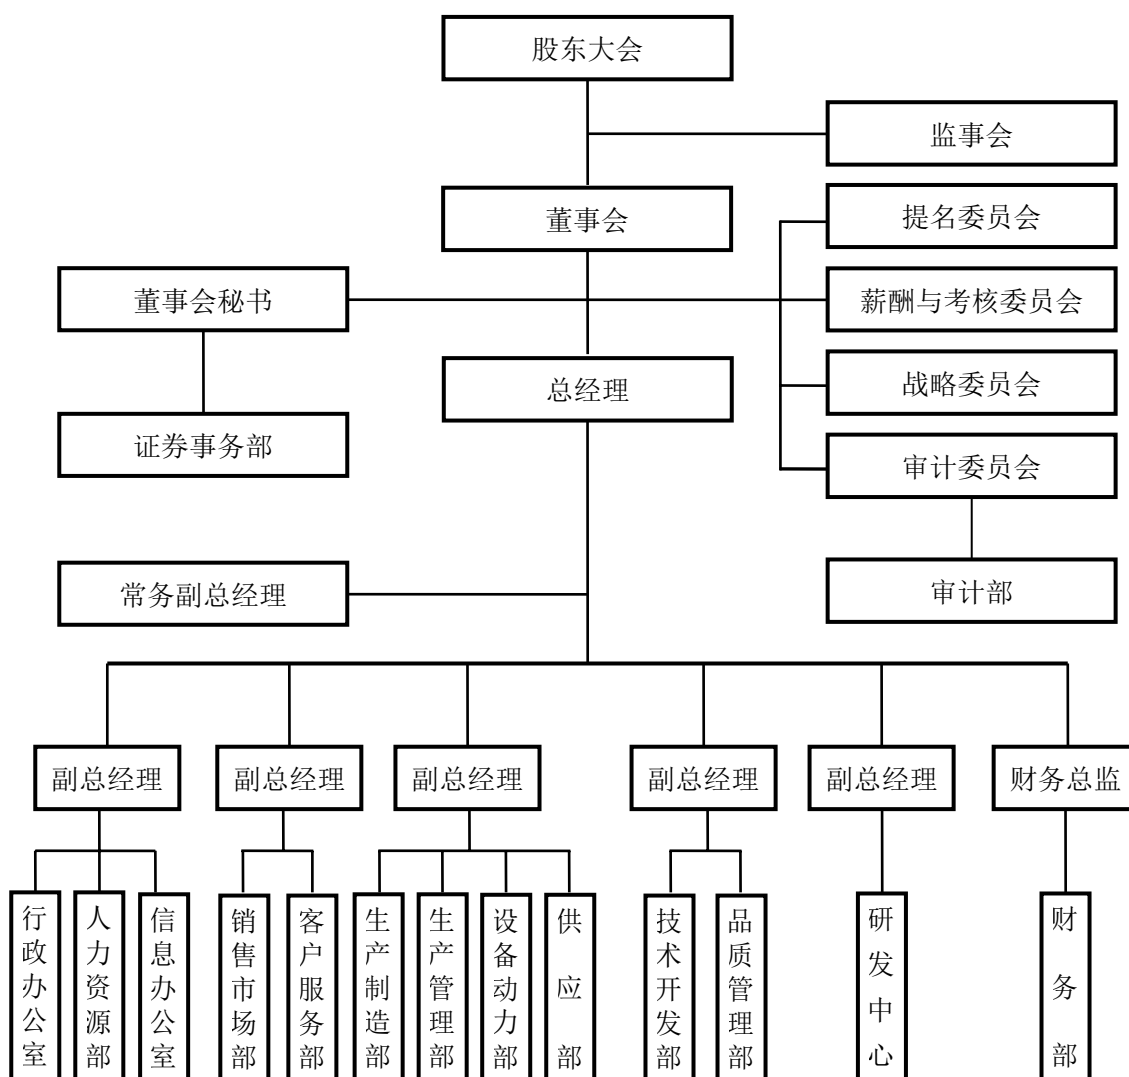 股东大会
监事会
董事会
提名委员会
董事会秘书
薪酬与考核委员会
总经理
战略委员会
证券事务部
审计委员会
常务副总经理
审计部
副总经理
副总经理
副总经理
副总经理
副总经理
财务总监
行政办公室
人力资源部
信息办公室
销售市场部
客户服务部
生产制造部
生产管理部
设备动力部
供应部
技术开发部
品质管理部
研发中心
财务部